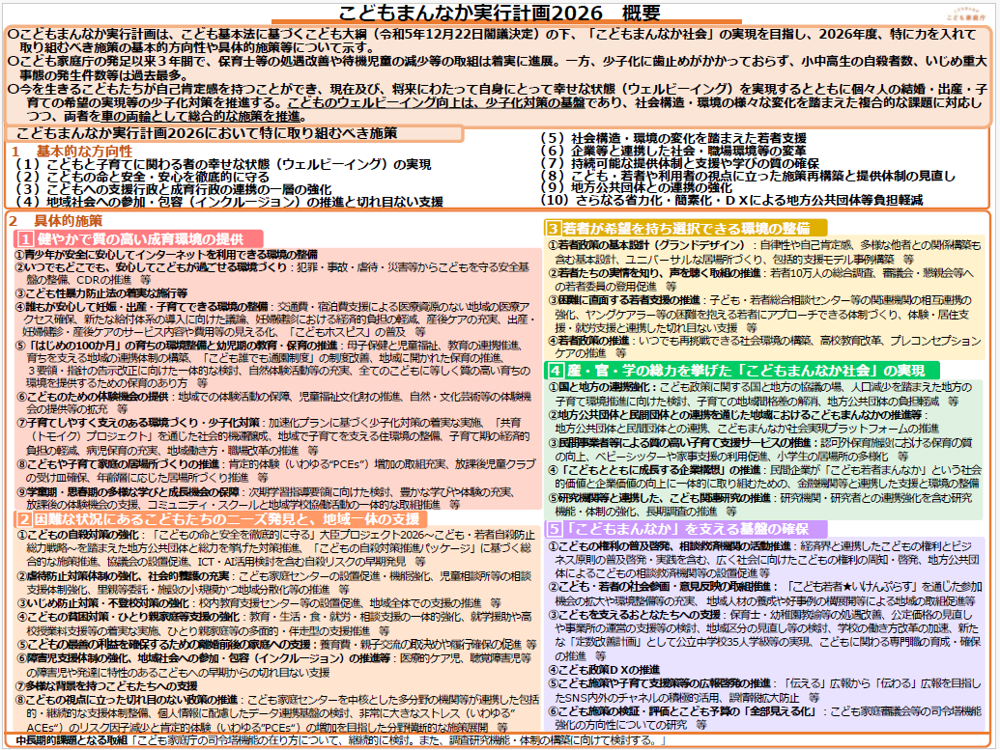 こどもまんなか実行計画2026　概要
こども家庭庁
〇こどもまんなか実行計画は、こども基本法に基づくこども大綱（令和5年12月22日閣議決定）の下、「こどもまんなか社会」の実現を目指し、2026年度、特に力を入れて
取り組むべき施策の基本的方向性や具体的施策等について示す。
〇こども家庭庁の発足以来３年間で、保育士等の処遇改善や待機児童の減少等の取組は着実に進展。一方、少子化に歯止めがかかっておらず、小中高生の自殺者数、いじめ重大
事態の発生件数等は過去最多。
〇今を生きるこどもたちが自己肯定感を持つことができ、現在及び、将来にわたって自身にとって幸せな状態（ウェルビーイング）を実現するとともに個々人の結婚・出産・子
育ての希望の実現等の少子化対策を推進する。こどものウェルビーイング向上は、少子化対策の基盤であり、社会構造・環境の様々な変化を踏まえた複合的な課題に対応し
つつ、両者を車の両輪として総合的な施策を推進。
こどもまんなか実行計画2026において特に取り組むべき施策
１　基本的な方向性
（１）こどもと子育てに関わる者の幸せな状態（ウェルビーイング）の実現
（２）こどもの命と安全・安心を徹底的に守る
（３）こどもへの支援行政と成育行政の連携の一層の強化
（４）地域社会への参加・包容（インクルージョン）の推進と切れ目ない支援
（５）社会構造・環境の変化を踏まえた若者支援
（６）企業等と連携した社会・職場環境等の変革
（７）持続可能な提供体制と支援や学びの質の確保
（８）こども・若者や利用者の視点に立った施策再構築と提供体制の見直し
（９）地方公共団体との連携の強化
（10）さらなる省力化・簡素化・ＤＸによる地方公共団体等負担軽減
２　具体的施策
１ 健やかで質の高い成育環境の提供
①青少年が安全に安心してインターネットを利用できる環境の整備
②いつでもどこでも、安心してこどもが過ごせる環境づくり：犯罪・事故・虐待・災害等からこどもを守る安全基
盤の整備、CDRの推進　等
③こども性暴力防止法の着実な施行等
④誰もが安心して妊娠・出産・子育てできる環境の整備：交通費・宿泊費支援による医療資源のない地域の医療ア
クセス確保、新たな給付体系の導入に向けた議論、妊婦健診における経済的負担の軽減、産後ケアの充実、出産・
妊婦健診・産後ケアのサービス内容や費用等の見える化、「こどもホスピス」の普及　等
⑤「はじめの100か月」の育ちの環境整備と幼児期の教育・保育の推進：母子保健と児童福祉、教育の連携推進、
育ちを支える地域の連携体制の構築、「こども誰でも通園制度」の制度改善、地域に開かれた保育の推進、
３要領・指針の告示改正に向けた一体的な検討、自然体験活動等の充実、全てのこどもに等しく質の高い育ちの
環境を提供するための保育のあり方　等
⑥こどものための体験機会の提供：地域での体験活動の保障、児童福祉文化財の推進、自然・文化芸術等の体験機
会の提供等の拡充　等
⑦子育てしやすく支えのある環境づくり・少子化対策：加速化プランに基づく少子化対策の着実な実施、「共育
（トモイク）プロジェクト」を通じた社会的機運醸成、地域で子育てを支える住環境の整備、子育て期の経済的
負担の軽減、病児保育の充実、地域働き方・職場改革の推進　等
⑧こどもや子育て家庭の居場所づくりの推進：肯定的体験（いわゆる“PCEs”）増加の取組充実、放課後児童クラブ
の受け皿確保、年齢層に応じた居場所づくり推進　等
⑨学童期・思春期の多様な学びと成長機会の保障：次期学習指導要領に向けた検討、豊かな学びや体験の充実、
放課後の体験機会の支援、コミュニティ・スクールと地域学校協働活動の一体的な取組推進　等
２ 困難な状況にあるこどもたちのニーズ発見と、地域一体の支援
①こどもの自殺対策の強化：「こどもの命と安全を徹底的に守る」大臣プロジェクト2026～こども・若者自殺防止
総力戦略～を踏まえた地方公共団体と総力を挙げた対策推進、「こどもの自殺対策推進パッケージ」に基づく総
合的な施策推進、協議会の設置促進、ICT・AI活用検討を含む自殺リスクの早期発見　等
②虐待防止対策体制の強化、社会的養護の充実：こども家庭センターの設置促進・機能強化、児童相談所等の相談
支援体制強化、里親等委託・施設の小規模かつ地域分散化等の推進　等
③いじめ防止対策・不登校対策の強化：校内教育支援センター等の設置促進、地域全体での支援の推進　等
④こどもの貧困対策・ひとり親家庭等支援の強化：教育・生活・食・就労・相談支援の一体的強化、就学援助や高
校授業料支援等の着実な実施、ひとり親家庭等の多面的・伴走型の支援推進　等
⑤こどもの最善の利益を確保するための離婚前後の家庭への支援：養育費・親子交流の取決めや履行確保の促進 等
⑥障害児支援体制の強化、地域社会への参加・包容（インクルージョン）の推進等：医療的ケア児、聴覚障害児等
の障害児や発達に特性のあるこどもへの早期からの切れ目ない支援
⑦多様な背景を持つこどもたちへの支援
⑧こどもの視点に立った切れ目のない政策の推進：こども家庭センターを中核とした多分野の機関等が連携した包括
的・継続的な支援体制整備、個人情報に配慮したデータ連携基盤の検討、非常に大きなストレス（いわゆる“
ACEs”）のリスク因子減少と肯定的体験（いわゆる“PCEs”）の増加を目指した分野横断的な施策展開　等
３ 若者が希望を持ち選択できる環境の整備
①若者政策の基本設計（グランドデザイン）：自律性や自己肯定感、多様な他者との関係構築も
含む基本設計、ユニバーサルな居場所づくり、包括的支援モデル事例構築　等
②若者たちの実情を知り、声を聴く取組の推進：若者10万人の総合調査、審議会・懇親会等へ
の若者委員の登用促進　等
③困難に直面する若者支援の推進：子ども・若者総合相談センター等の関連機関の相互連携の
強化、ヤングケアラー等の困難を抱える若者にアプローチできる体制づくり、体験・居住支
援・就労支援と連携した切れ目ない支援　等
④若者政策の推進：いつでも再挑戦できる社会環境の構築、高校教育改革、プレコンセプション
ケアの推進　等
４ 産・官・学の総力を挙げた「こどもまんなか社会」の実現
①国と地方の連携強化：こども政策に関する国と地方の協議の場、人口減少を踏まえた地方の
子育て環境推進に向けた検討、子育ての地域間格差の解消、地方公共団体の負担軽減　等
②地方公共団体と民間団体との連携を通じた地域におけるこどもまんなかの推進等：
地方公共団体と民間団体との連携、こどもまんなか社会実現プラットフォームの推進
③民間事業者等による質の高い子育て支援サービスの推進：認可外保育施設における保育の質
の向上、ベビーシッターや家事支援の利用促進、小学生の居場所の多様化　等
④「こどもとともに成長する企業構想」の推進：民間企業が「こども若者まんなか」という社会
的価値と企業価値の向上に一体的に取り組むための、金融機関等と連携した支援と環境の整備
⑤研究機関等と連携した、こども関連研究の推進：研究機関・研究者との連携強化を含む研究
機能・体制の強化、長期調査の推進　等
５ 「こどもまんなか」を支える基盤の確保
①こどもの権利の普及啓発、相談救済機関の活動推進：経済界と連携したこどもの権利とビジ
ネス原則の普及啓発・実践を含む、広く社会に向けたこどもの権利の周知・啓発、地方公共団
体によるこどもの相談救済機関等の設置促進 等
②こども・若者の社会参画・意見反映の取組推進：「こども若者★いけんぷらす」を通じた参加
機会の拡大や環境整備等の充実、地域人材の養成や好事例の横展開等による地域の取組促進等
③こどもを支えるおとなたちへの支援：保育士・幼稚園教諭等の処遇改善、公定価格の見直し
や事業所の運営の支援等の検討、地域区分の見直し等の検討、学校の働き方改革の加速、新た
な「定数改善計画」として公立中学校35人学級等の実現、こどもに関わる専門職の育成・確保
の推進　等
④こども政策ＤＸの推進
⑤こども施策や子育て支援策等の広報啓発の推進：「伝える」広報から「伝わる」広報を目指し
たSNS内外のチャネルの積極的活用、誤情報拡大防止　等
⑥こども施策の検証・評価とこども予算の「全部見える化」：こども家庭審議会等の司令塔機能
強化の方向性についての研究　等
中長期的課題となる取組「こども家庭庁の司令塔機能の在り方について、継続的に検討。また、調査研究機能・体制の構築に向けて検討する。」